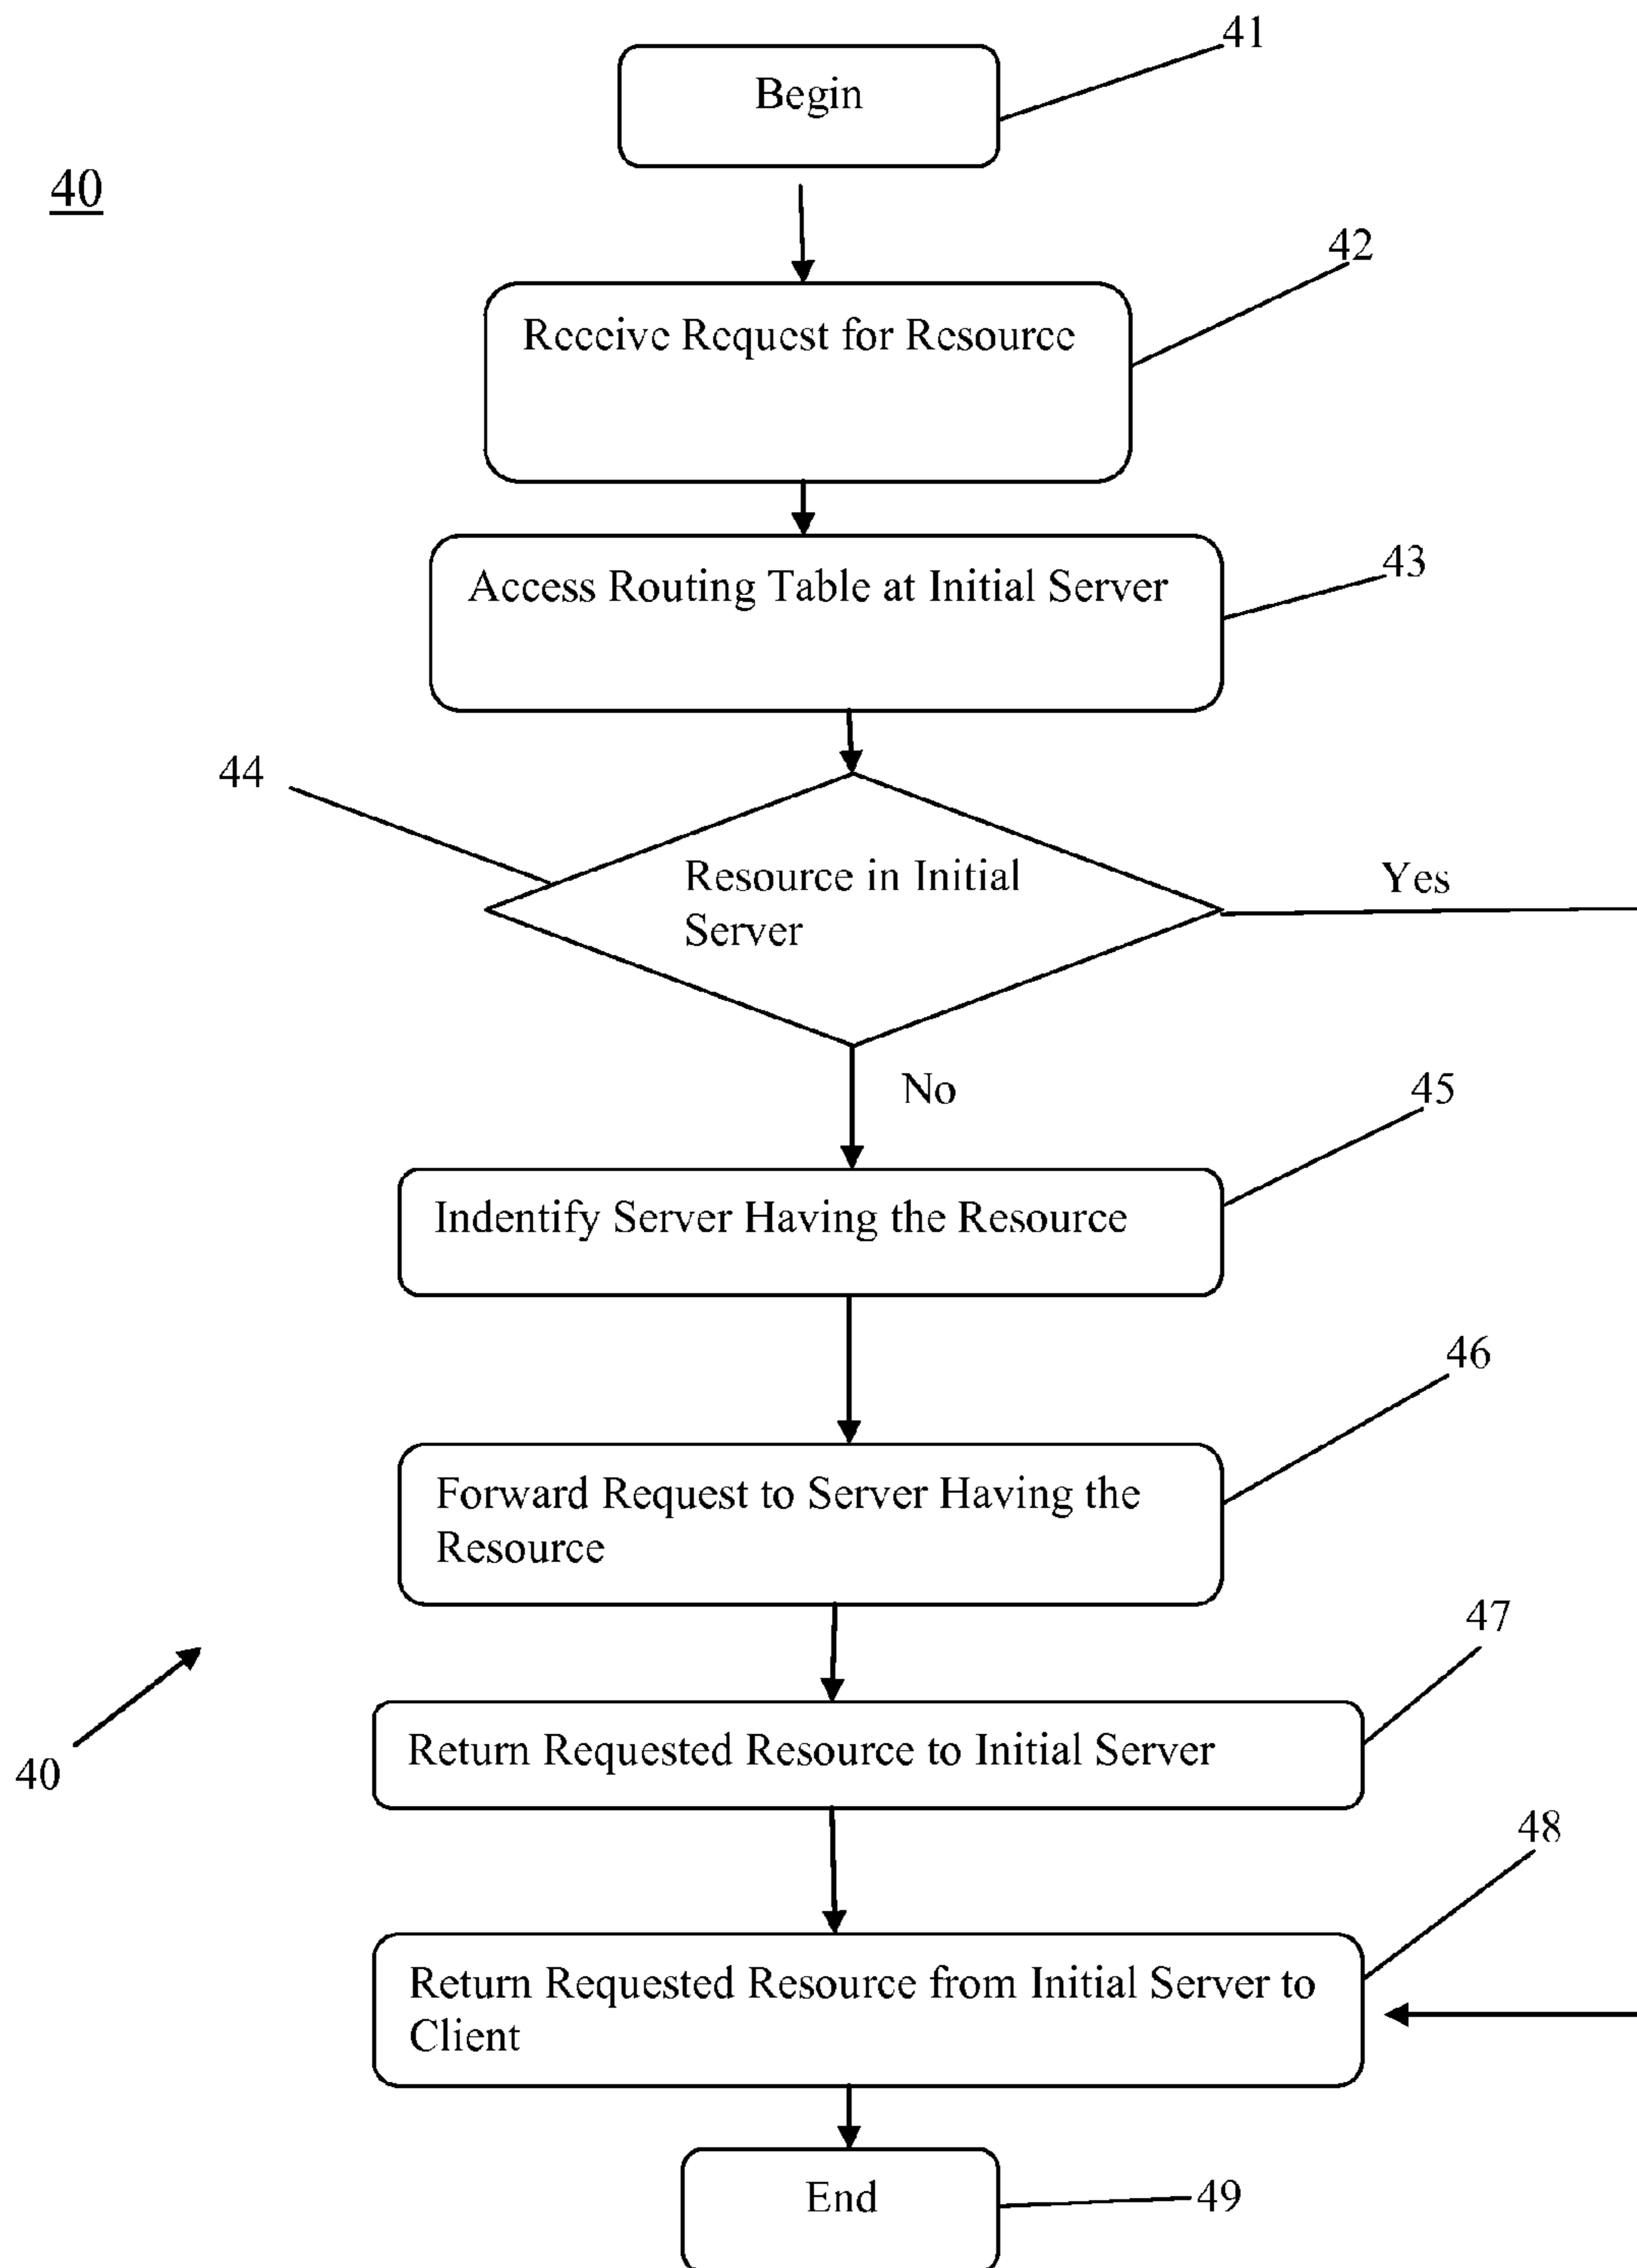 41
Begin
40
42
Receive Request for Resource
43
Access Routing Table at Initial Server
44
Resource in Initial
Server
Yes
No
45
Indentify Server Having the Resource
46
Forward Request to Server Having the
Resource
47
Return Requested Resource to Initial Server
40
48
Return Requested Resource from Initial Server to
Client
End
49